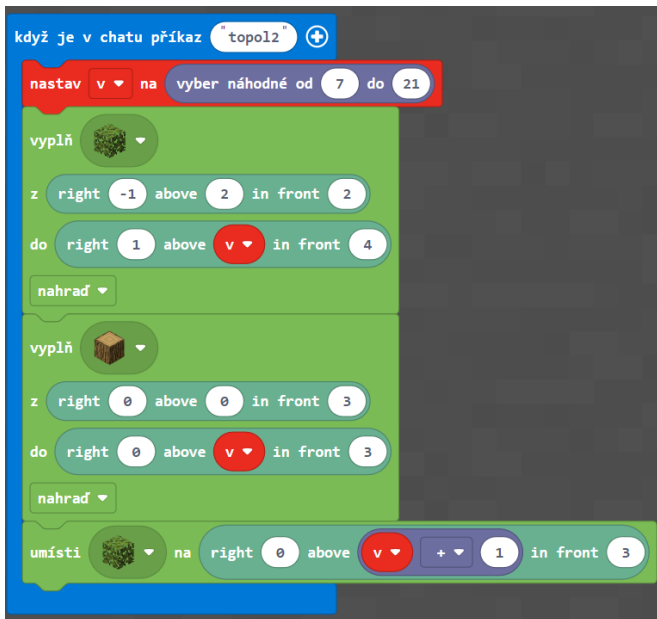 když je v chatu příkaz "topol2"
nastav v na vyber náhodné od 7 do 21
vyplň
z right -1 above 2 in front 2
do right 1 above v in front 4
nahraď
vyplň
z right 0 above 0 in front 3
do right 0 above v in front 3
nahraď
umísti na right 0 above v + 1 in front 3